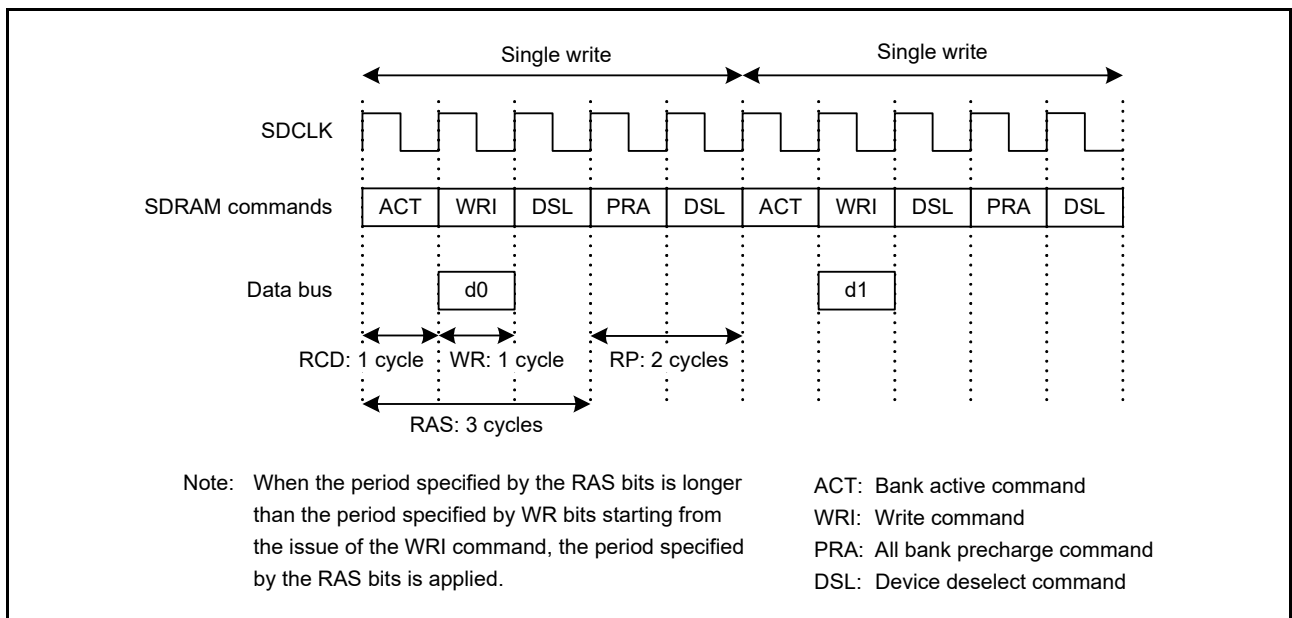 Single write Single write
SDCLK
SDRAM commands ACT WRI DSL PRA DSL ACT WRI DSL PRA DSL
Data bus d0 d1
RCD: 1 cycle WR: 1 cycle RP: 2 cycles
RAS: 3 cycles
Note: When the period specified by the RAS bits is longer
than the period specified by WR bits starting from
the issue of the WRI command, the period specified
by the RAS bits is applied.
ACT: Bank active command
WRI: Write command
PRA: All bank precharge command
DSL: Device deselect command